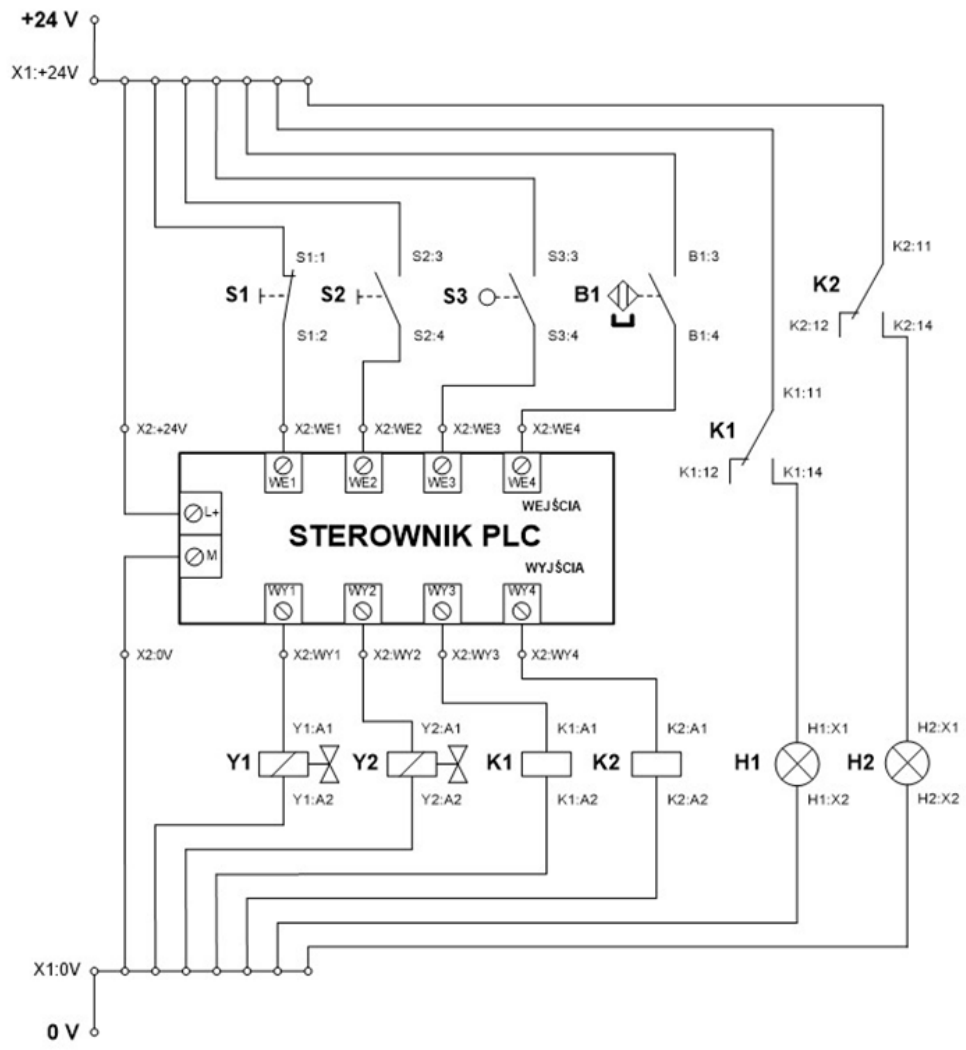 +24 V
X1:+24V
K2:11
S1:1
S2:3
S3:3
B1:3
S1
S2
S3
B1
K2
S1:2
S2:4
S3:4
B1:4
K2:12
K2:14
K1:11
X2:+24V
X2:WE1
X2:WE2
X2:WE3
X2:WE4
K1
K1:12
K1:14
WE1
WE2
WE3
WE4
WEJŚCIA
L+
STEROWNIK PLC
M
WYJŚCIA
WY1
WY2
WY3
WY4
X2:0V
X2:WY1
X2:WY2
X2:WY3
X2:WY4
Y1:A1
Y2:A1
K1:A1
K2:A1
H1:X1
H2:X1
Y1
Y2
K1
K2
H1
H2
Y1:A2
Y2:A2
K1:A2
K2:A2
H1:X2
H2:X2
X1:0V
0 V